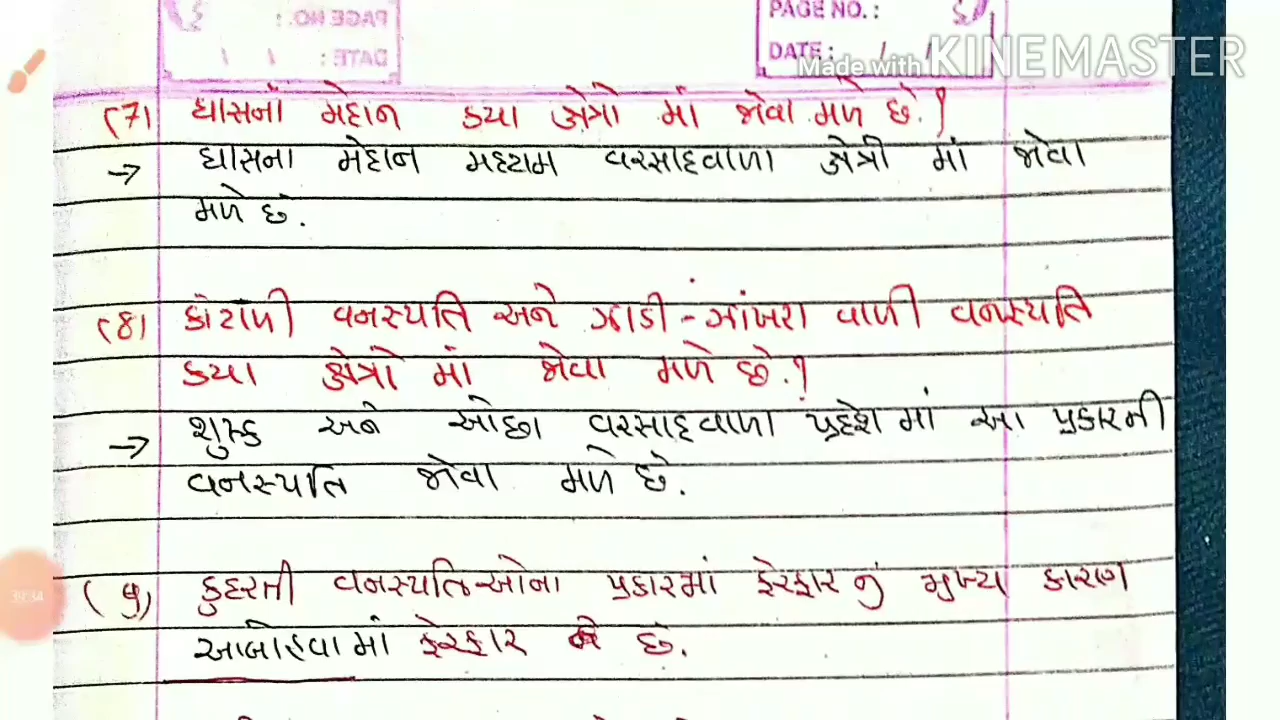 PAGE NO.:
DATE: / /
Made with KINEMASTER
(7) ઘાસનાં મેદાન કયા ક્ષેત્રો માં જોવા મળે છે.?
→ ઘાસના મેદાન મધ્યમ વરસાદવાળા ક્ષેત્રો માં જોવા
મળે છે.
(8) કાંટાળી વનસ્પતિ અને ઝાડી-ઝાંખરા વાળી વનસ્પતિ
કયા ક્ષેત્રો માં જોવા મળે છે.?
→ શુષ્ક અને ઓછા વરસાદવાળા પ્રદેશ માં આ પ્રકારની
વનસ્પતિ જોવા મળે છે.
(9) કુદરતી વનસ્પતિઓના પ્રકારમાં ફેરફાર નું મુખ્ય કારણ
આબોહવામાં ફેરફાર છે.